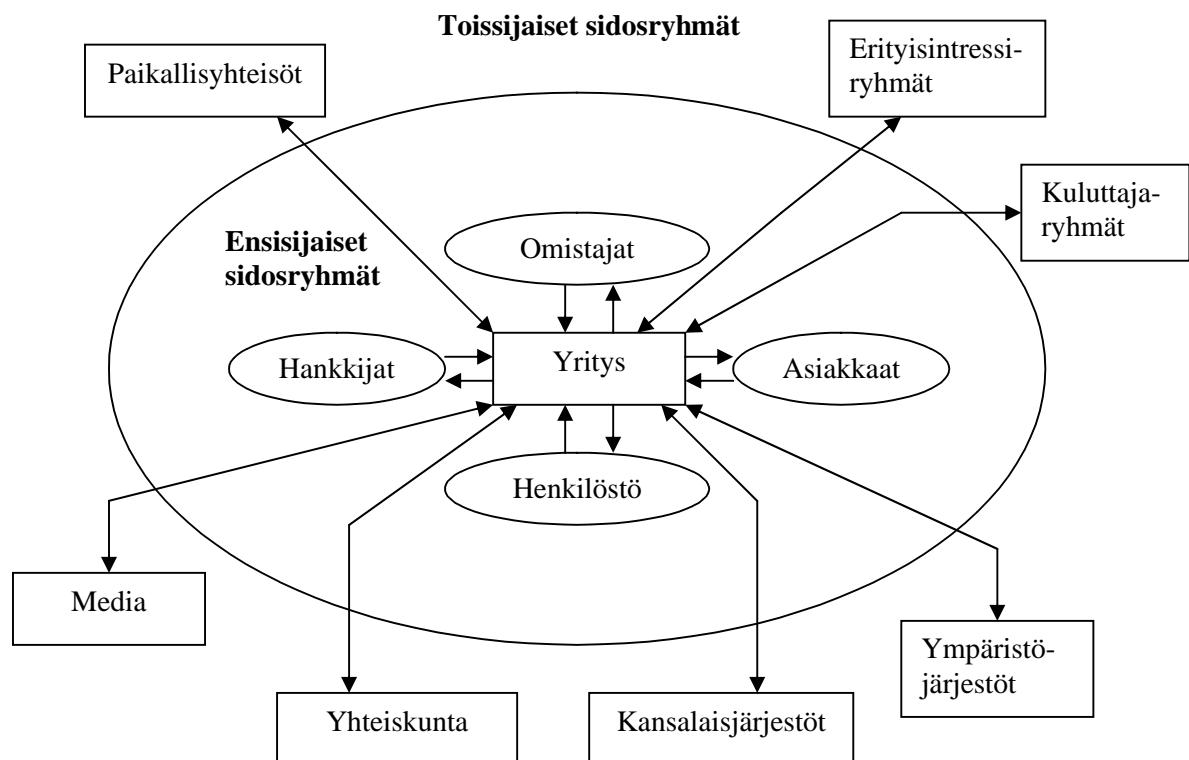 Toissijaiset sidosryhmät
Paikallisyhteisöt
Erityisintressi-
ryhmät
Kuluttaja-
ryhmät
Ensisijaiset
sidosryhmät
Omistajat
Hankkijat
Yritys
Asiakkaat
Henkilöstö
Media
Ympäristö-
järjestöt
Yhteiskunta
Kansalaisjärjestöt